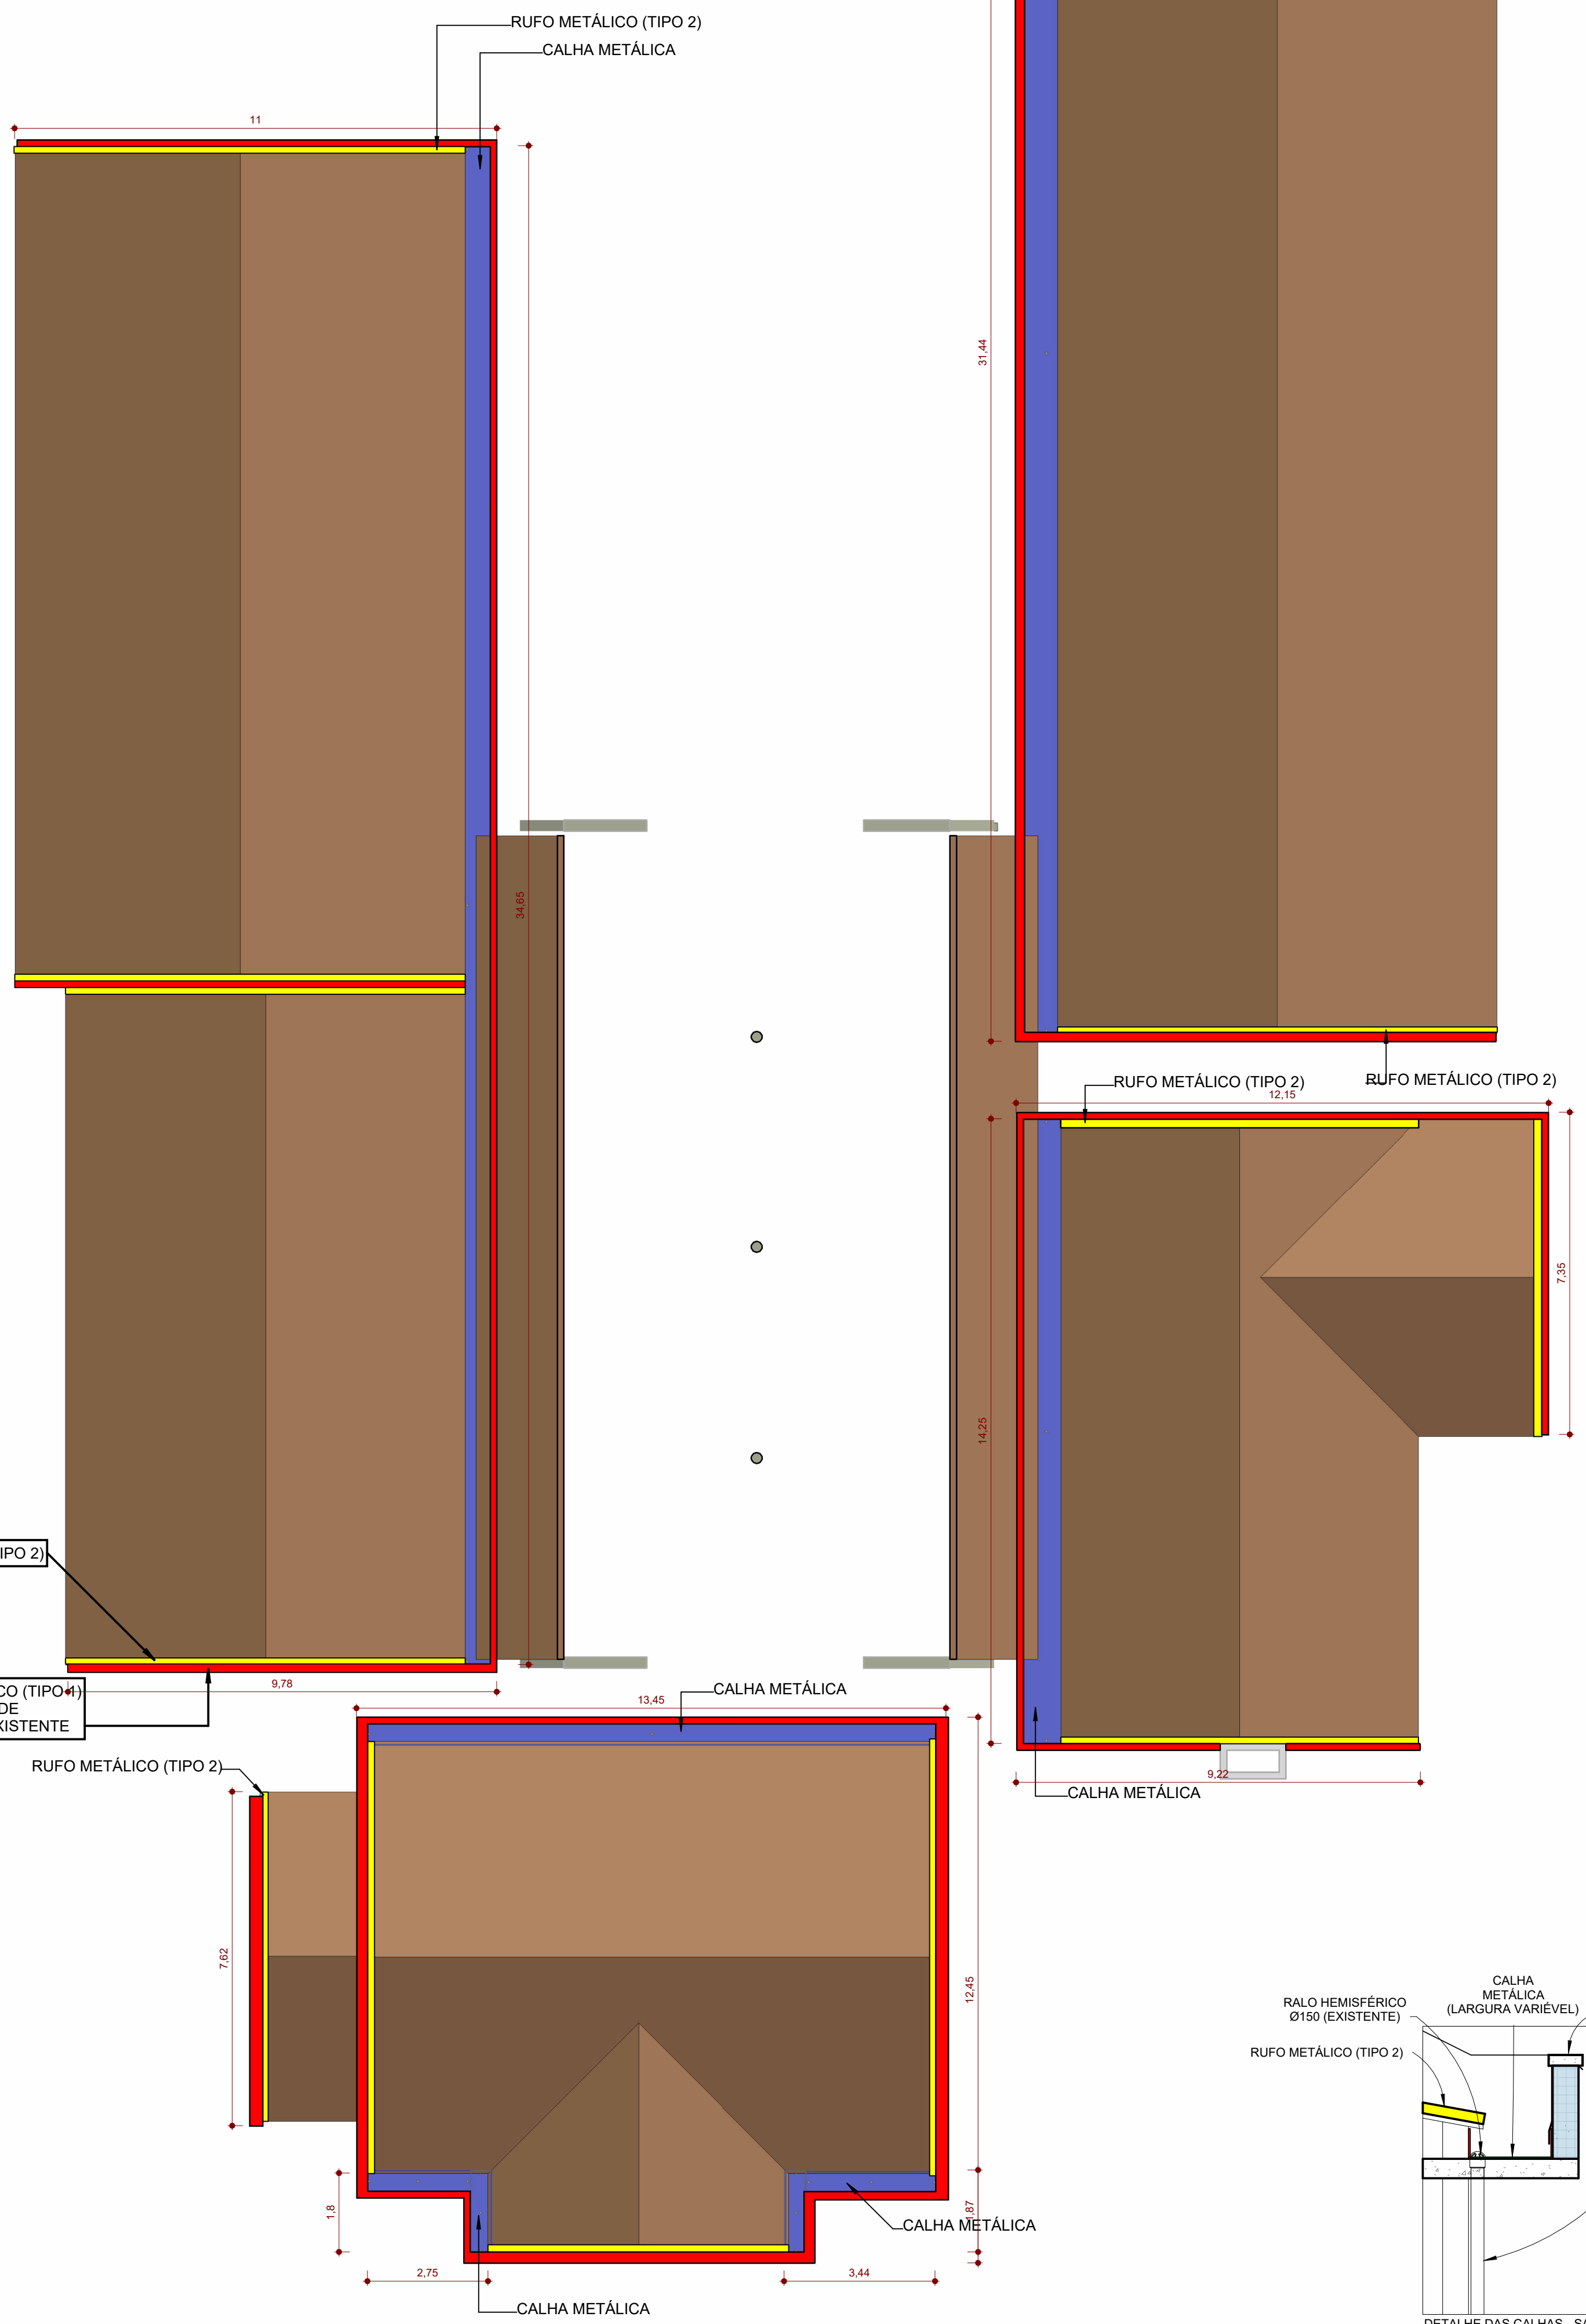 RUFO METÁLICO (TIPO 2)
CALHA METÁLICA
11
31,44
34,65
RUFO METÁLICO (TIPO 2)
RUFO METÁLICO (TIPO 2)
12,15
7,35
14,25
IPO 2)
9,78
CO (TIPO 1)
DE
XISTENTE
CALHA METÁLICA
13,45
RUFO METÁLICO (TIPO 2)
9,22
CALHA METÁLICA
7,62
12,45
CALHA
METÁLICA
(LARGURA VARIÉVEL)
RALO HEMISFÉRICO
Ø150 (EXISTENTE)
RUFO METÁLICO (TIPO 2)
1,8
1,87
CALHA METÁLICA
2,75
3,44
CALHA METÁLICA